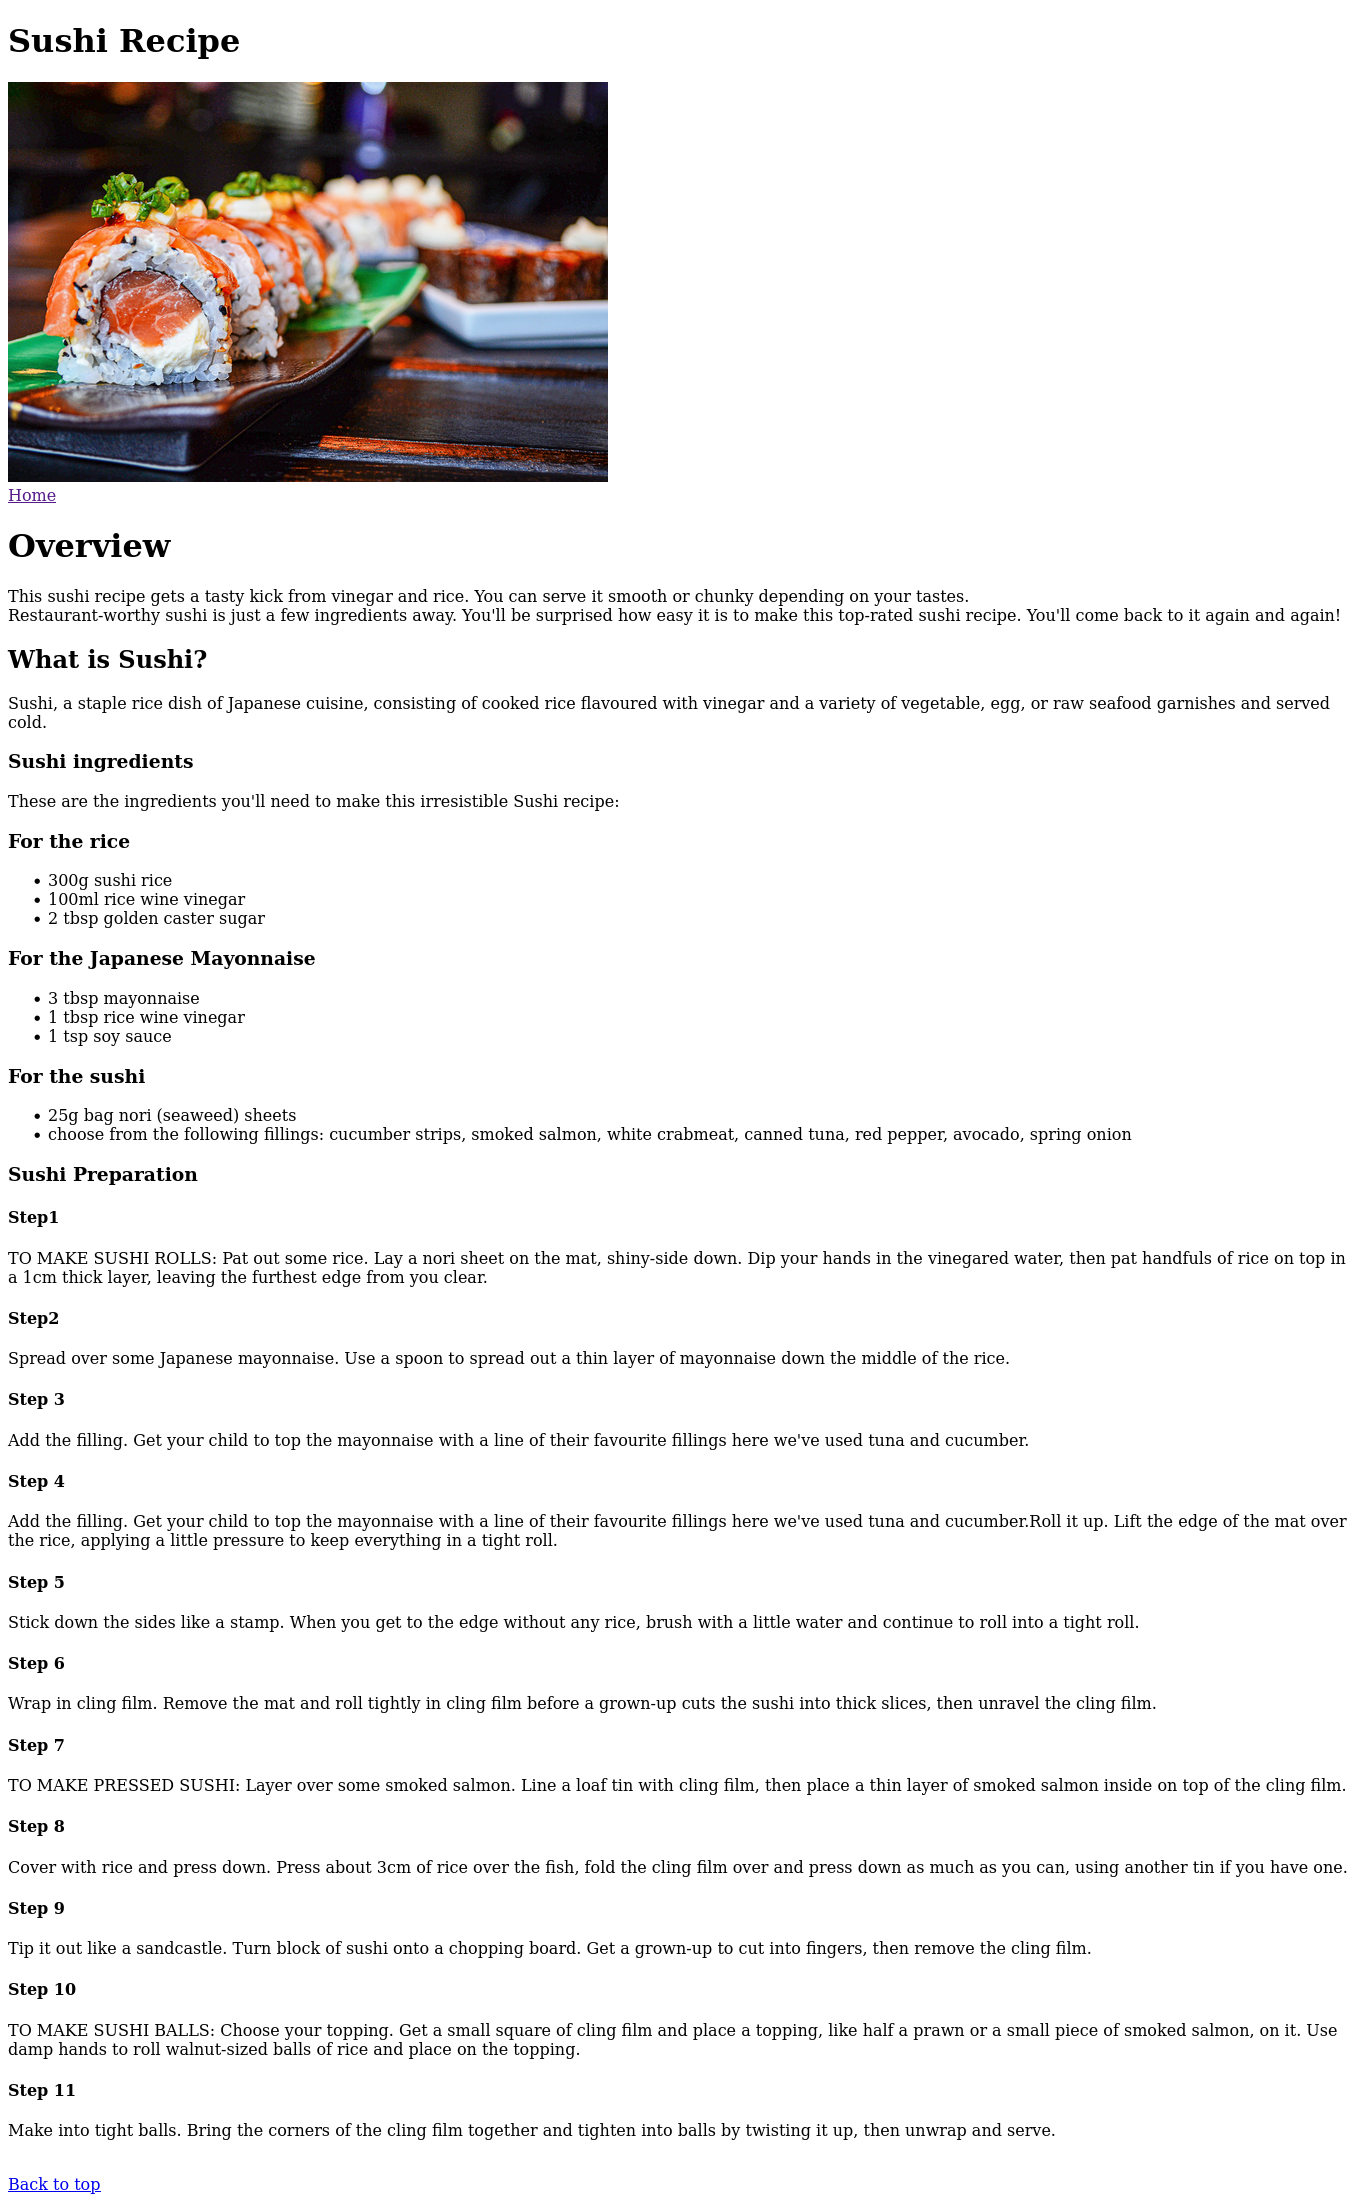 Sushi Recipe
Home
Overview
This sushi recipe gets a tasty kick from vinegar and rice. You can serve it smooth or chunky depending on your tastes.
Restaurant-worthy sushi is just a few ingredients away. You'll be surprised how easy it is to make this top-rated sushi recipe. You'll come back to it again and again!
What is Sushi?
Sushi, a staple rice dish of Japanese cuisine, consisting of cooked rice flavoured with vinegar and a variety of vegetable, egg, or raw seafood garnishes and served
cold.
Sushi ingredients
These are the ingredients you'll need to make this irresistible Sushi recipe:
For the rice
• 300g sushi rice
• 100ml rice wine vinegar
• 2 tbsp golden caster sugar
For the Japanese Mayonnaise
• 3 tbsp mayonnaise
• 1 tbsp rice wine vinegar
• 1 tsp soy sauce
For the sushi
• 25g bag nori (seaweed) sheets
• choose from the following fillings: cucumber strips, smoked salmon, white crabmeat, canned tuna, red pepper, avocado, spring onion
Sushi Preparation
Step1
TO MAKE SUSHI ROLLS: Pat out some rice. Lay a nori sheet on the mat, shiny-side down. Dip your hands in the vinegared water, then pat handfuls of rice on top in
a 1cm thick layer, leaving the furthest edge from you clear.
Step2
Spread over some Japanese mayonnaise. Use a spoon to spread out a thin layer of mayonnaise down the middle of the rice.
Step 3
Add the filling. Get your child to top the mayonnaise with a line of their favourite fillings here we've used tuna and cucumber.
Step 4
Add the filling. Get your child to top the mayonnaise with a line of their favourite fillings here we've used tuna and cucumber.Roll it up. Lift the edge of the mat over
the rice, applying a little pressure to keep everything in a tight roll.
Step 5
Stick down the sides like a stamp. When you get to the edge without any rice, brush with a little water and continue to roll into a tight roll.
Step 6
Wrap in cling film. Remove the mat and roll tightly in cling film before a grown-up cuts the sushi into thick slices, then unravel the cling film.
Step 7
TO MAKE PRESSED SUSHI: Layer over some smoked salmon. Line a loaf tin with cling film, then place a thin layer of smoked salmon inside on top of the cling film.
Step 8
Cover with rice and press down. Press about 3cm of rice over the fish, fold the cling film over and press down as much as you can, using another tin if you have one.
Step 9
Tip it out like a sandcastle. Turn block of sushi onto a chopping board. Get a grown-up to cut into fingers, then remove the cling film.
Step 10
TO MAKE SUSHI BALLS: Choose your topping. Get a small square of cling film and place a topping, like half a prawn or a small piece of smoked salmon, on it. Use
damp hands to roll walnut-sized balls of rice and place on the topping.
Step 11
Make into tight balls. Bring the corners of the cling film together and tighten into balls by twisting it up, then unwrap and serve.
Back to top